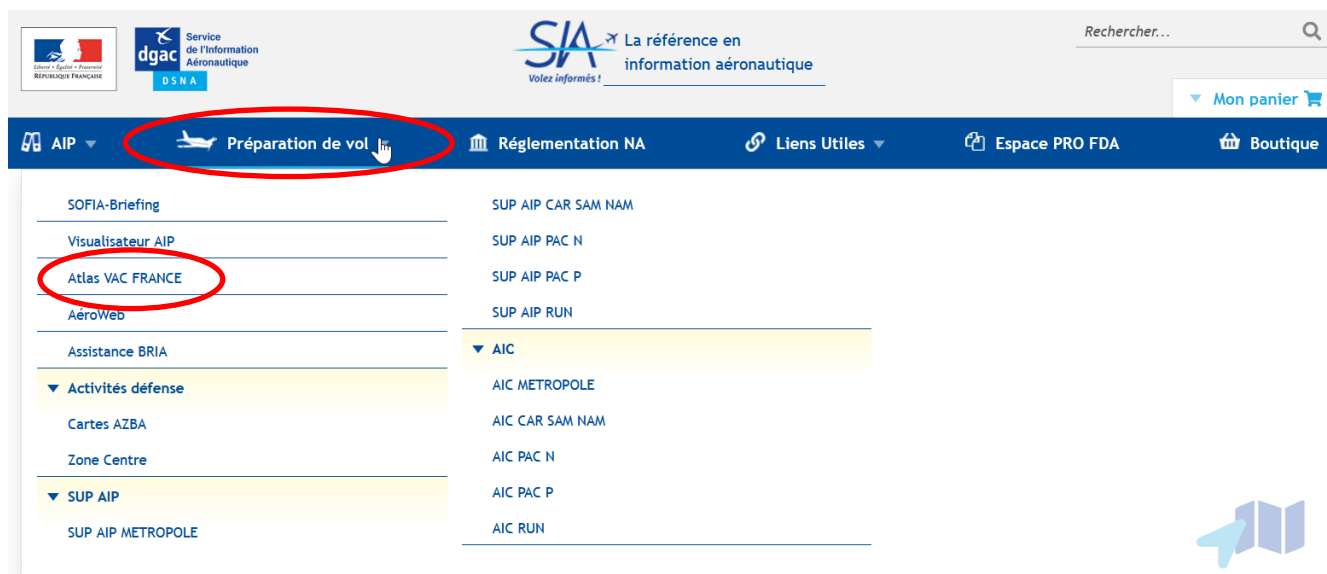 Liberté • Égalité • Fraternité
RÉPUBLIQUE FRANÇAISE
dgac
Service
de l'Information
Aéronautique
DSNA
SIA
Volez informés !
La référence en
information aéronautique
Rechercher...
Mon panier
AIP
Préparation de vol
Réglementation NA
Liens Utiles
Espace PRO FDA
Boutique
SOFIA-Briefing
Visualisateur AIP
Atlas VAC FRANCE
AéroWeb
Assistance BRIA
Activités défense
Cartes AZBA
Zone Centre
SUP AIP
SUP AIP METROPOLE
SUP AIP CAR SAM NAM
SUP AIP PAC N
SUP AIP PAC P
SUP AIP RUN
AIC
AIC METROPOLE
AIC CAR SAM NAM
AIC PAC N
AIC PAC P
AIC RUN